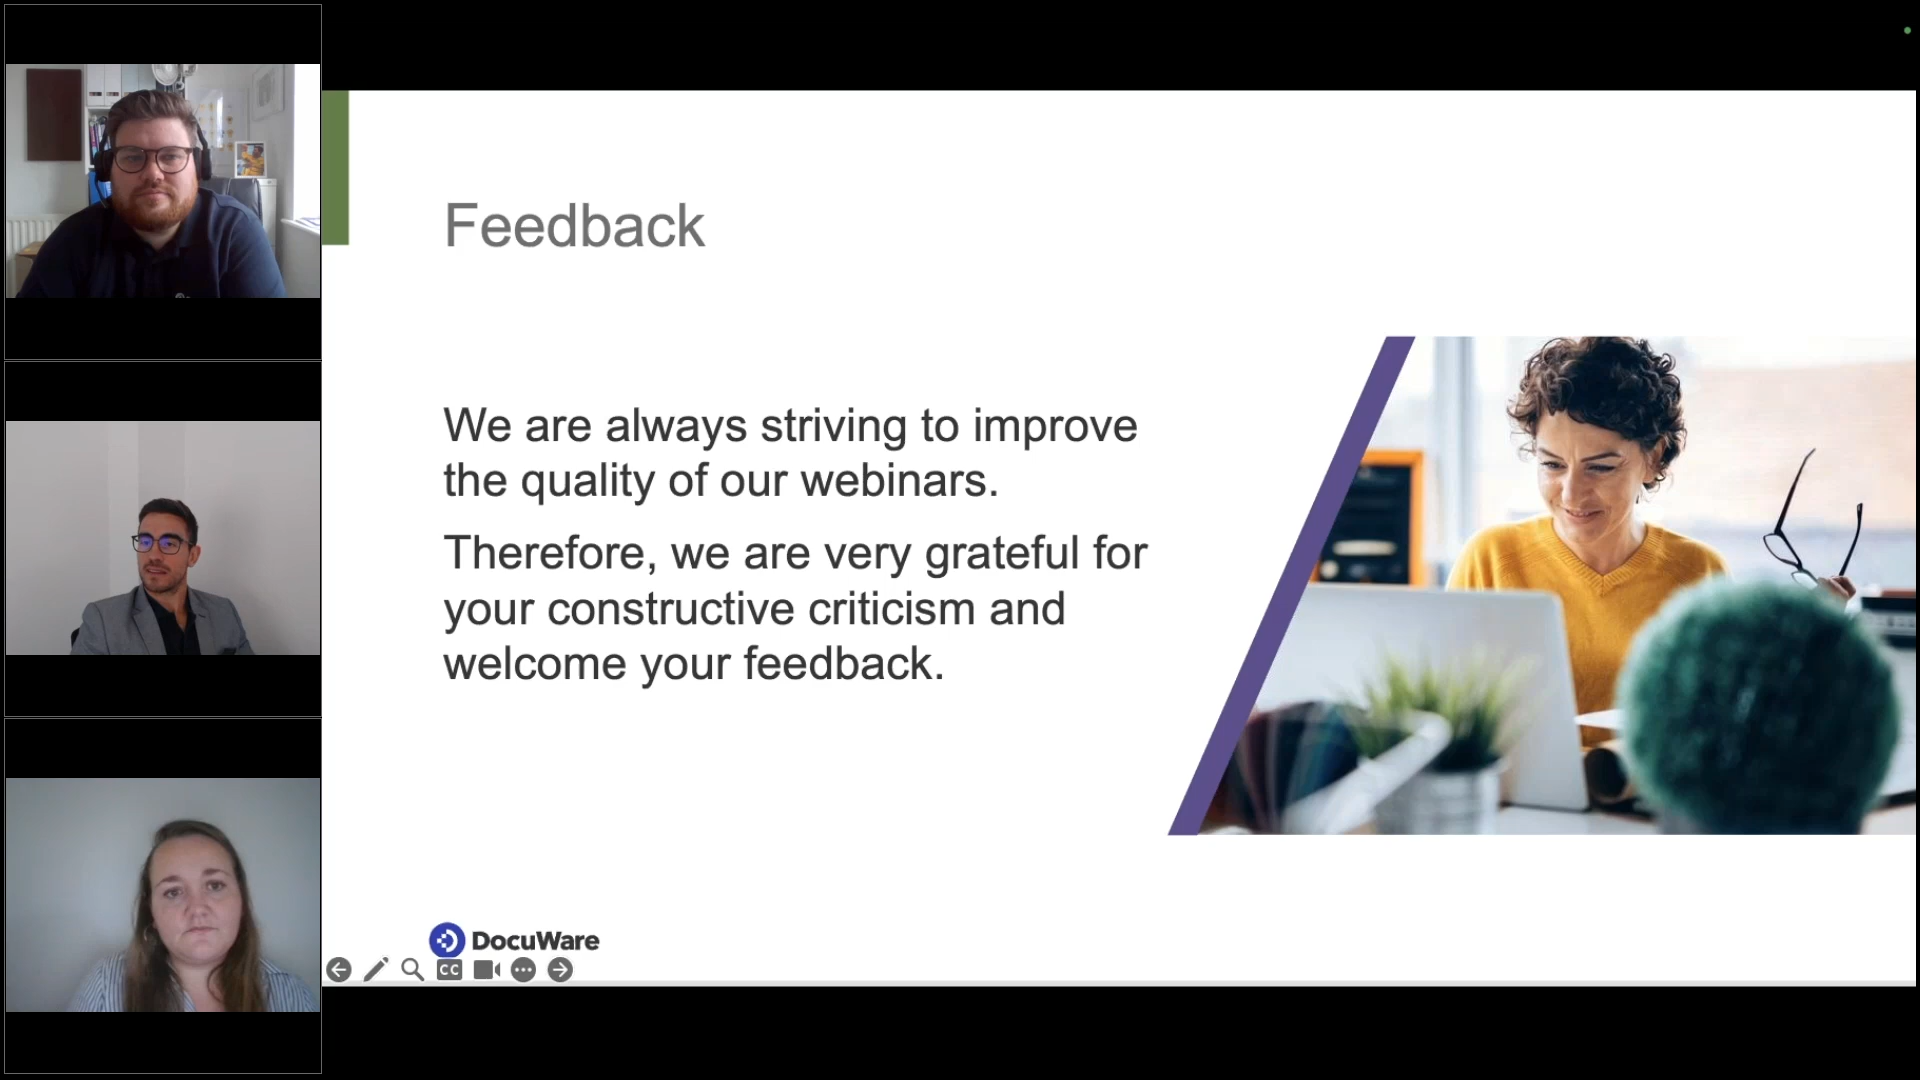 Feedback
We are always striving to improve
the quality of our webinars.
Therefore, we are very grateful for
your constructive criticism and
welcome your feedback.
DocuWare
CC